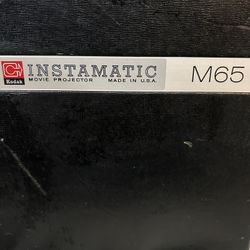 Kodak
INSTAMATIC M65
MOVIE PROJECTOR MADE IN U.S.A.